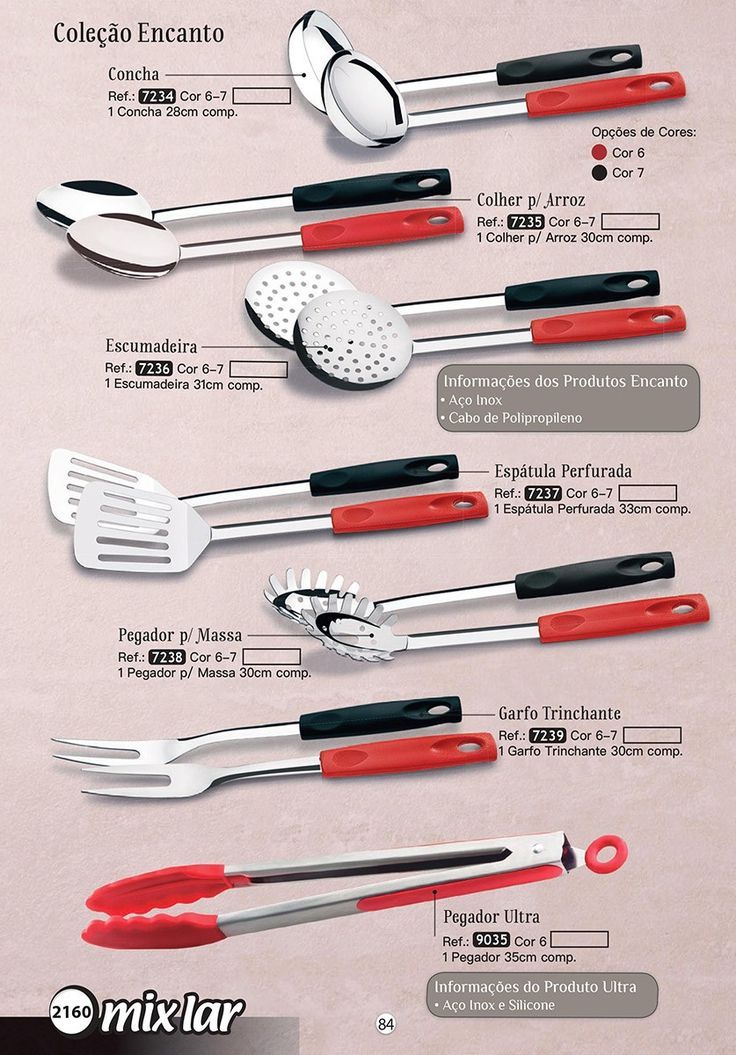 Coleção Encanto
Concha
Ref.: 7234 Cor 6-7
1 Concha 28cm comp.
Opções de Cores:
Cor 6
Cor 7
Colher p/ Arroz
Ref.: 7235 Cor 6-7
1 Colher p/ Arroz 30cm comp.
Escumadeira
Ref.: 7236 Cor 6-7
1 Escumadeira 31cm comp.
Informações dos Produtos Encanto
• Aço Inox
• Cabo de Polipropileno
Espátula Perfurada
Ref.: 7237 Cor 6-7
1 Espátula Perfurada 33cm comp.
Pegador p/ Massa
Ref.: 7238 Cor 6-7
1 Pegador p/ Massa 30cm comp.
Garfo Trinchante
Ref.: 7239 Cor 6-7
1 Garfo Trinchante 30cm comp.
Pegador Ultra
Ref.: 9035 Cor 6
1 Pegador 35cm comp.
Informações do Produto Ultra
• Aço Inox e Silicone
2160 mix lar
84